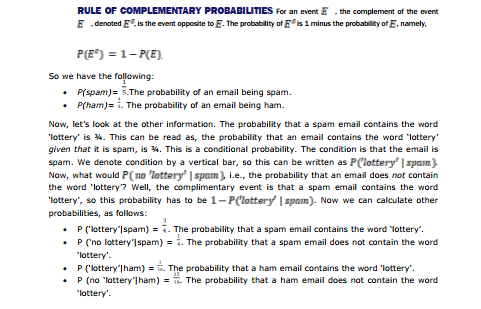 RULE OF COMPLEMENTARY PROBABILITIES For an event E , the complement of the event
E , denoted Eᶜ, is the event opposite to E. The probability of Eᶜ is 1 minus the probability of E, namely,
P(Eᶜ) = 1 – P(E).
So we have the following:
• P(spam)= 1/5.The probability of an email being spam.
• P(ham)= 4/5. The probability of an email being ham.
Now, let's look at the other information. The probability that a spam email contains the word
'lottery' is ¾. This can be read as, the probability that an email contains the word 'lottery'
given that it is spam, is ¾. This is a conditional probability. The condition is that the email is
spam. We denote condition by a vertical bar, so this can be written as P('lottery' | spam).
Now, what would P(no 'lottery' | spam), i.e., the probability that an email does not contain
the word 'lottery'? Well, the complimentary event is that a spam email contains the word
'lottery', so this probability has to be 1 – P('lottery' | spam). Now we can calculate other
probabilities, as follows:
• P ('lottery'|spam) = 3/4. The probability that a spam email contains the word 'lottery'.
• P ('no 'lottery'|spam) = 1/4. The probability that a spam email does not contain the word
'lottery'.
• P ('lottery'|ham) = 1/16. The probability that a ham email contains the word 'lottery'.
• P (no 'lottery'|ham) = 15/16. The probability that a ham email does not contain the word
'lottery'.